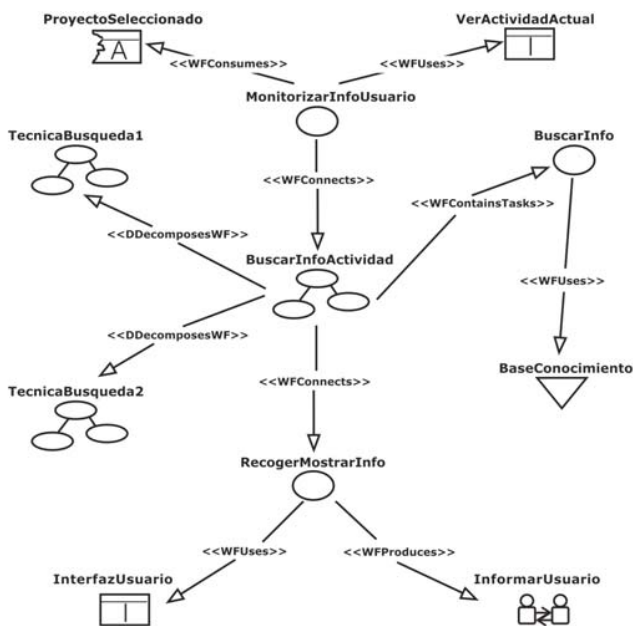 ProyectoSeleccionado
VerActividadActual
A
I
<<WFConsumes>>
<<WFUses>>
MonitorizarInfoUsuario
TecnicaBusqueda1
BuscarInfo
<<WFConnects>>
<<WFContainsTasks>>
<<DDecomposesWF>>
BuscarInfoActividad
<<WFUses>>
<<DDecomposesWF>>
BaseConocimiento
<<WFConnects>>
TecnicaBusqueda2
RecogerMostrarInfo
<<WFUses>>
<<WFProduces>>
InterfazUsuario
InformarUsuario
I